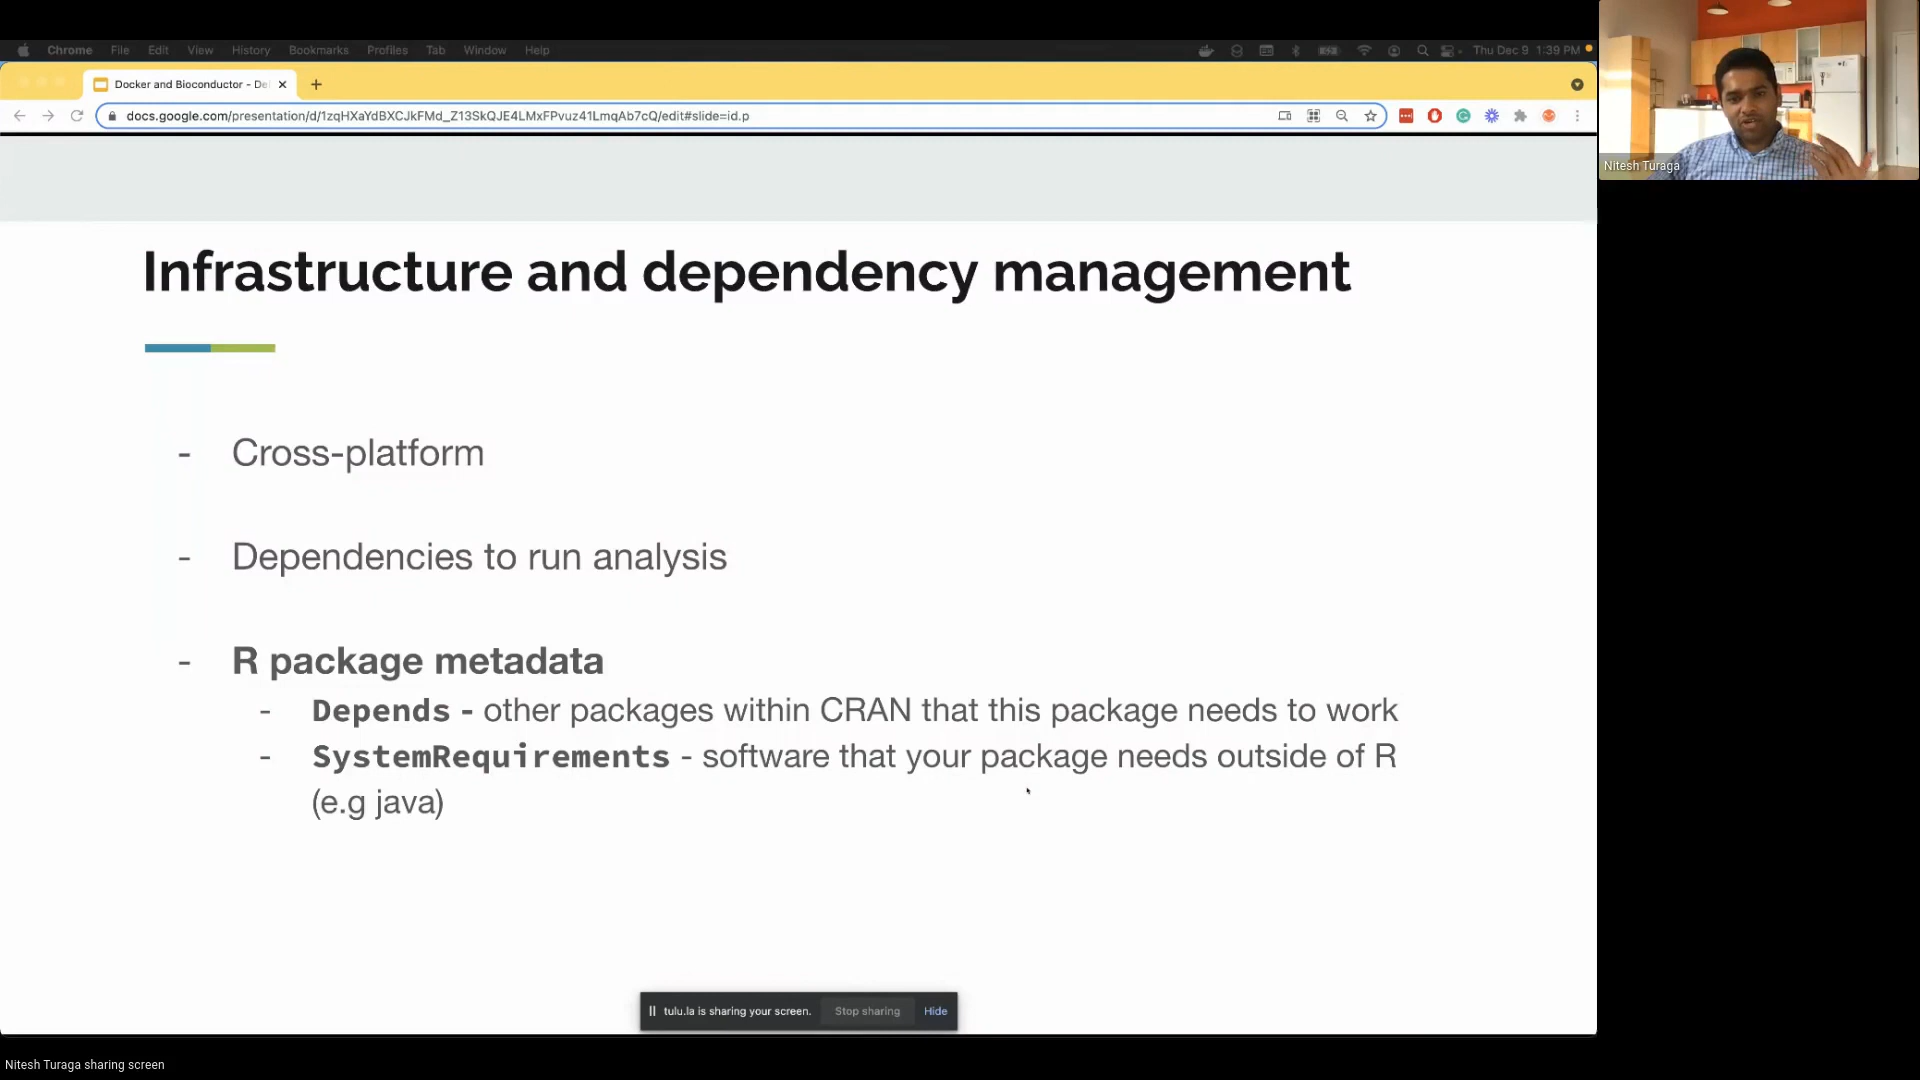 Chrome File Edit View History Bookmarks Profiles Tab Window Help Thu Dec 9 1:39 PM
Docker and Bioconductor - De
docs.google.com/presentation/d/1zqHXaYdBXCJkFMd_Z13SkQJE4LMxFPvuz41LmqAb7cQ/edit#slide=id.p
Nitesh Turaga
Infrastructure and dependency management
- Cross-platform
- Dependencies to run analysis
- R package metadata
- Depends - other packages within CRAN that this package needs to work
- SystemRequirements - software that your package needs outside of R
(e.g java)
tulu.la is sharing your screen. Stop sharing Hide
Nitesh Turaga sharing screen